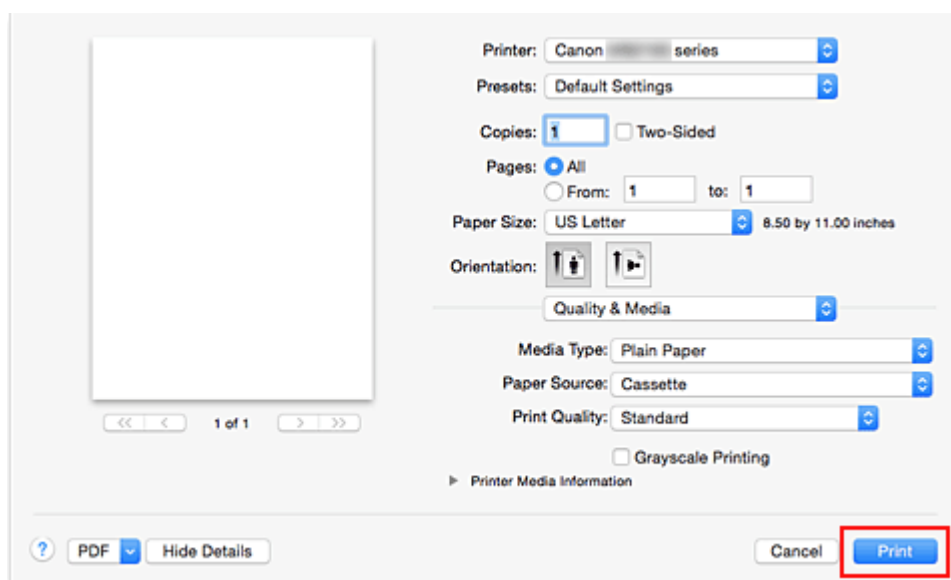 Printer: Canon series
Presets: Default Settings
Copies: 1 Two-Sided
Pages: All
From: 1 to: 1
Paper Size: US Letter 8.50 by 11.00 inches
Orientation:
Quality & Media
Media Type: Plain Paper
Paper Source: Cassette
Print Quality: Standard
Grayscale Printing
Printer Media Information
1 of 1
? PDF Hide Details Cancel Print